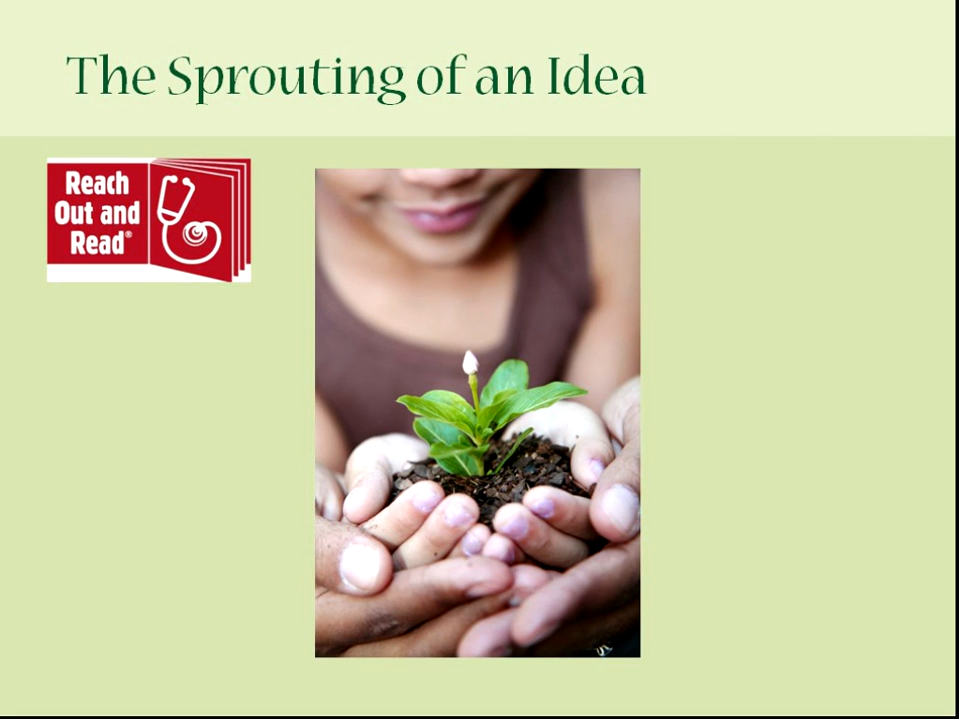 The Sprouting of an Idea
Reach
Out and
Read®